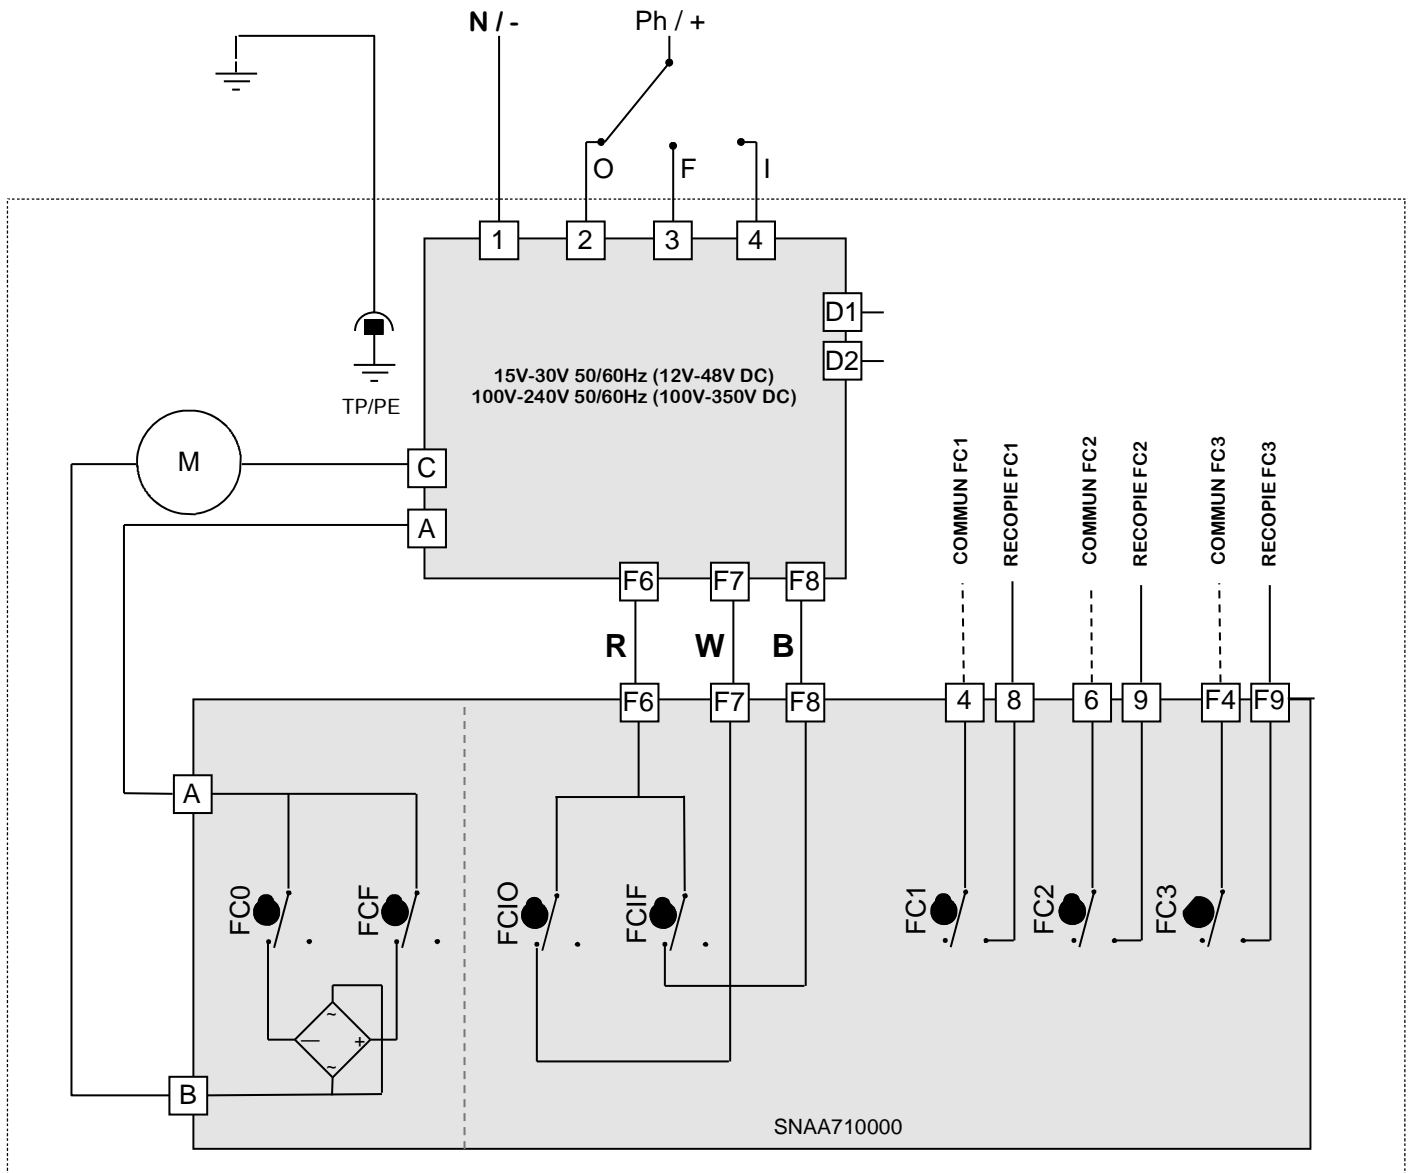 N / -
Ph / +
O
F
I
1
2
3
4
D1
D2
15V-30V 50/60Hz (12V-48V DC)
100V-240V 50/60Hz (100V-350V DC)
TP/PE
M
C
A
COMMUN FC1
RECOPIE FC1
COMMUN FC2
RECOPIE FC2
COMMUN FC3
RECOPIE FC3
F6
F7
F8
R
W
B
F6
F7
F8
4
8
6
9
F4
F9
A
FC0
FCF
FCIO
FCIF
FC1
FC2
FC3
~
— +
~
B
SNAA710000